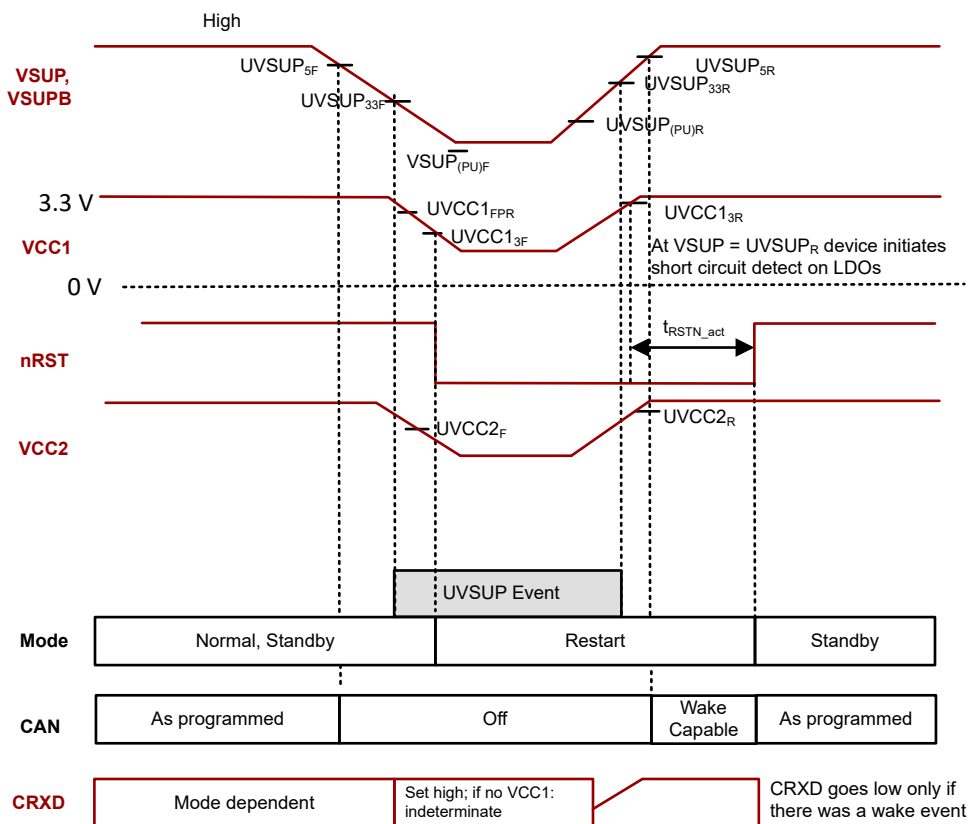 High
VSUP,
VSUPB
UVSUP5F
UVSUP33F
VSUP(PU)F
UVSUP5R
UVSUP33R
UVSUP(PU)R
3.3 V
VCC1
0 V
UVCC1FPR
UVCC13F
UVCC13R
At VSUP = UVSUPR device initiates
short circuit detect on LDOs
nRST
tRSTN_act
VCC2
UVCC2F
UVCC2R
UVSUP Event
Mode
Normal, Standby
Restart
Standby
CAN
As programmed
Off
Wake
Capable
As programmed
CRXD
Mode dependent
Set high; if no VCC1:
indeterminate
CRXD goes low only if
there was a wake event